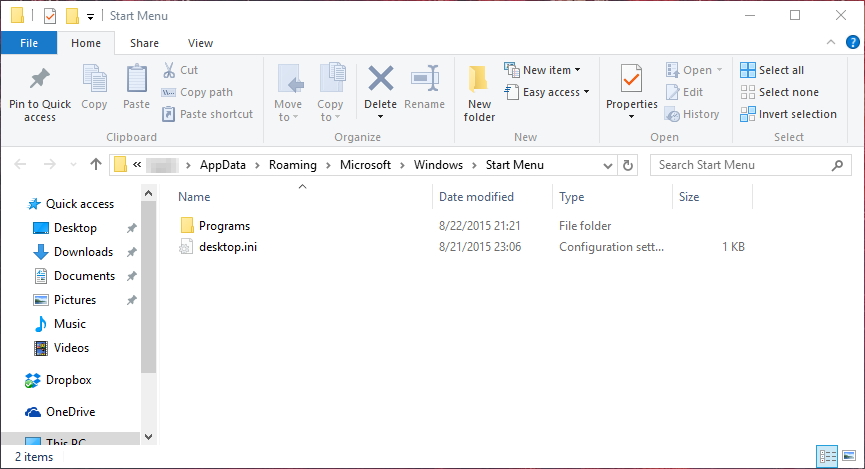 Start Menu
File Home Share View
Pin to Quick access
Copy
Paste
Cut
Copy path
Paste shortcut
Clipboard
Move to
Copy to
Delete
Rename
Organize
New folder
New item
Easy access
New
Properties
Open
Edit
History
Open
Select all
Select none
Invert selection
Select
« AppData > Roaming > Microsoft > Windows > Start Menu
Search Start Menu
Name Date modified Type Size
Programs 8/22/2015 21:21 File folder
desktop.ini 8/21/2015 23:06 Configuration sett... 1 KB
Quick access
Desktop
Downloads
Documents
Pictures
Music
Videos
Dropbox
OneDrive
This PC
2 items